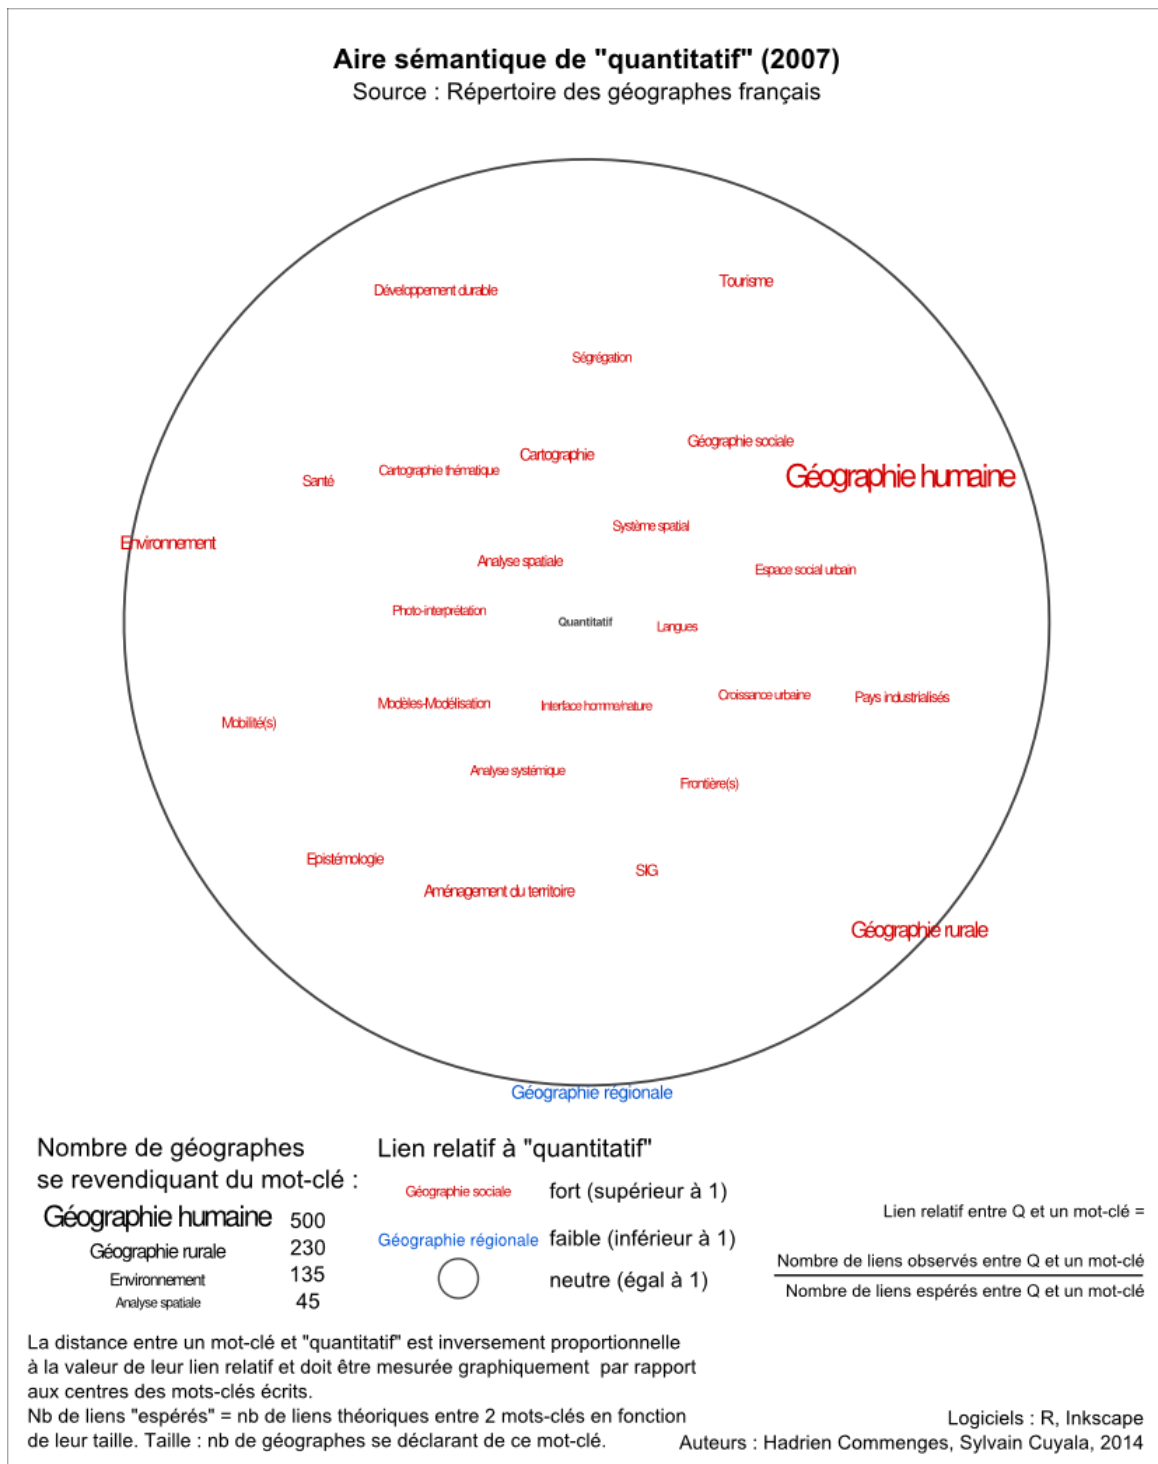 Aire sémantique de "quantitatif" (2007)
Source : Répertoire des géographes français
Tourisme
Développement durable
Ségrégation
Géographie sociale
Cartographie
Cartographie thématique
Géographie humaine
Santé
Système spatial
Environnement
Analyse spatiale
Espace social urbain
Photo-interprétation
Quantitatif
Langues
Croissance urbaine
Pays industrialisés
Modèles-Modélisation
Interface homme/nature
Mobilité(s)
Analyse systémique
Frontière(s)
Epistémologie
SIG
Aménagement du territoire
Géographie rurale
Géographie régionale
Nombre de géographes
se revendiquant du mot-clé :
Géographie humaine 500
Géographie rurale 230
Environnement 135
Analyse spatiale 45
Lien relatif à "quantitatif"
Géographie sociale fort (supérieur à 1)
Géographie régionale faible (inférieur à 1)
neutre (égal à 1)
Lien relatif entre Q et un mot-clé =
Nombre de liens observés entre Q et un mot-clé
Nombre de liens espérés entre Q et un mot-clé
La distance entre un mot-clé et "quantitatif" est inversement proportionnelle
à la valeur de leur lien relatif et doit être mesurée graphiquement par rapport
aux centres des mots-clés écrits.
Nb de liens "espérés" = nb de liens théoriques entre 2 mots-clés en fonction
de leur taille. Taille : nb de géographes se déclarant de ce mot-clé.
Logiciels : R, Inkscape
Auteurs : Hadrien Commenges, Sylvain Cuyala, 2014